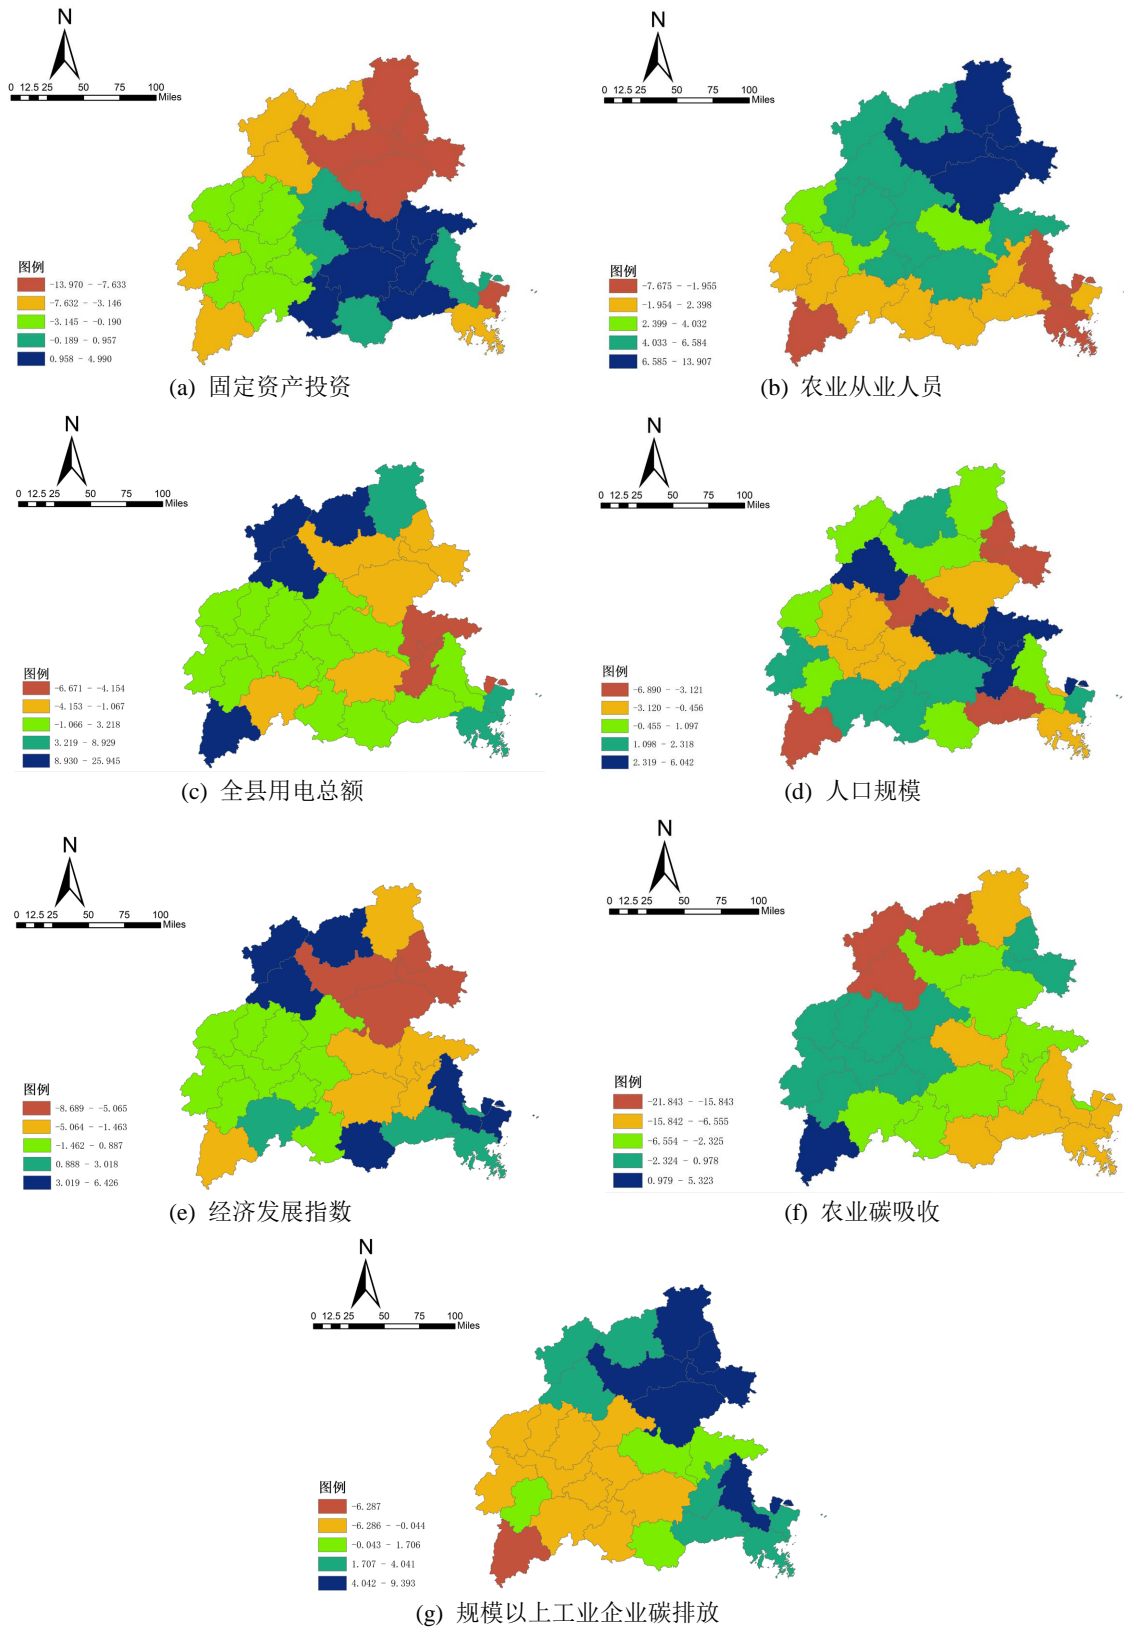 N
0 12.5 25 50 75 100
Miles
图例
-13.970 - -7.633
-7.632 - -3.146
-3.145 - -0.190
-0.189 - 0.957
0.958 - 4.990
(a) 固定资产投资
N
0 12.5 25 50 75 100
Miles
图例
-7.675 - -1.955
-1.954 - 2.398
2.399 - 4.032
4.033 - 6.584
6.585 - 13.907
(b) 农业从业人员
N
0 12.5 25 50 75 100
Miles
图例
-6.671 - -4.154
-4.153 - -1.067
-1.066 - 3.218
3.219 - 8.929
8.930 - 25.945
(c) 全县用电总额
N
0 12.5 25 50 75 100
Miles
图例
-6.890 - -3.121
-3.120 - -0.456
-0.455 - 1.097
1.098 - 2.318
2.319 - 6.042
(d) 人口规模
N
0 12.5 25 50 75 100
Miles
图例
-8.689 - -5.065
-5.064 - -1.463
-1.462 - 0.887
0.888 - 3.018
3.019 - 6.426
(e) 经济发展指数
N
0 12.5 25 50 75 100
Miles
图例
-21.843 - -15.843
-15.842 - -6.555
-6.554 - -2.325
-2.324 - 0.978
0.979 - 5.323
(f) 农业碳吸收
N
0 12.5 25 50 75 100
Miles
图例
-6.287
-6.286 - -0.044
-0.043 - 1.706
1.707 - 4.041
4.042 - 9.393
(g) 规模以上工业企业碳排放